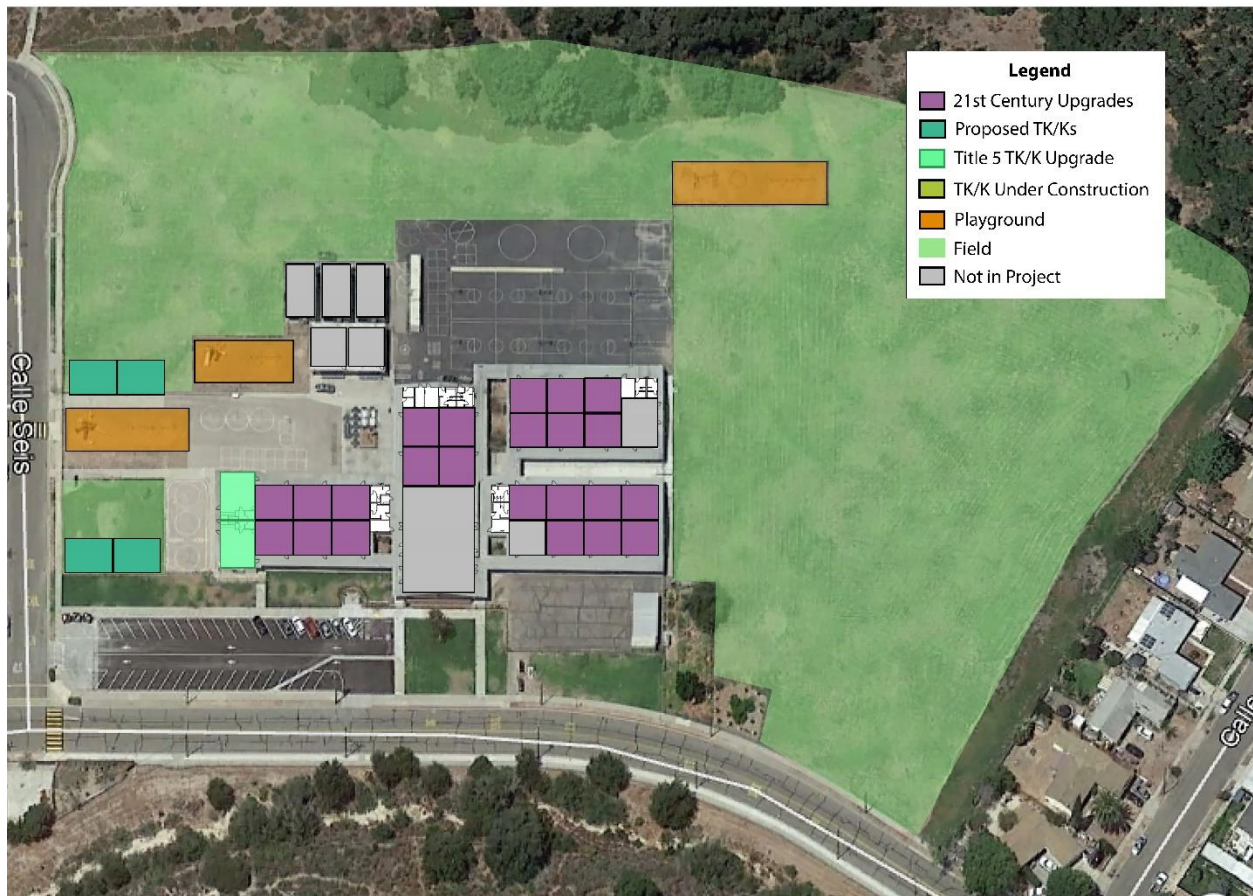 Legend
21st Century Upgrades
Proposed TK/Ks
Title 5 TK/K Upgrade
TK/K Under Construction
Playground
Field
Not in Project
Calle Seis
Calle